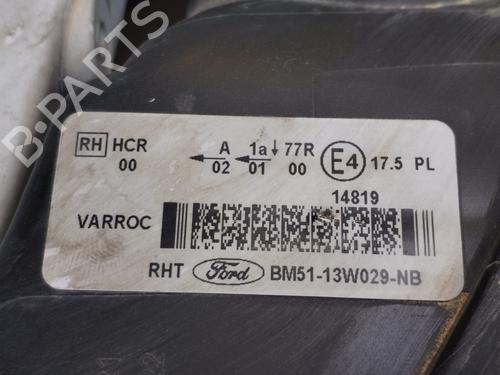 RH HCR A 1a 77R E4 17.5 PL
00 02 01 00
14819
VARROC
RHT Ford BM51-13W029-NB
B-PARTS